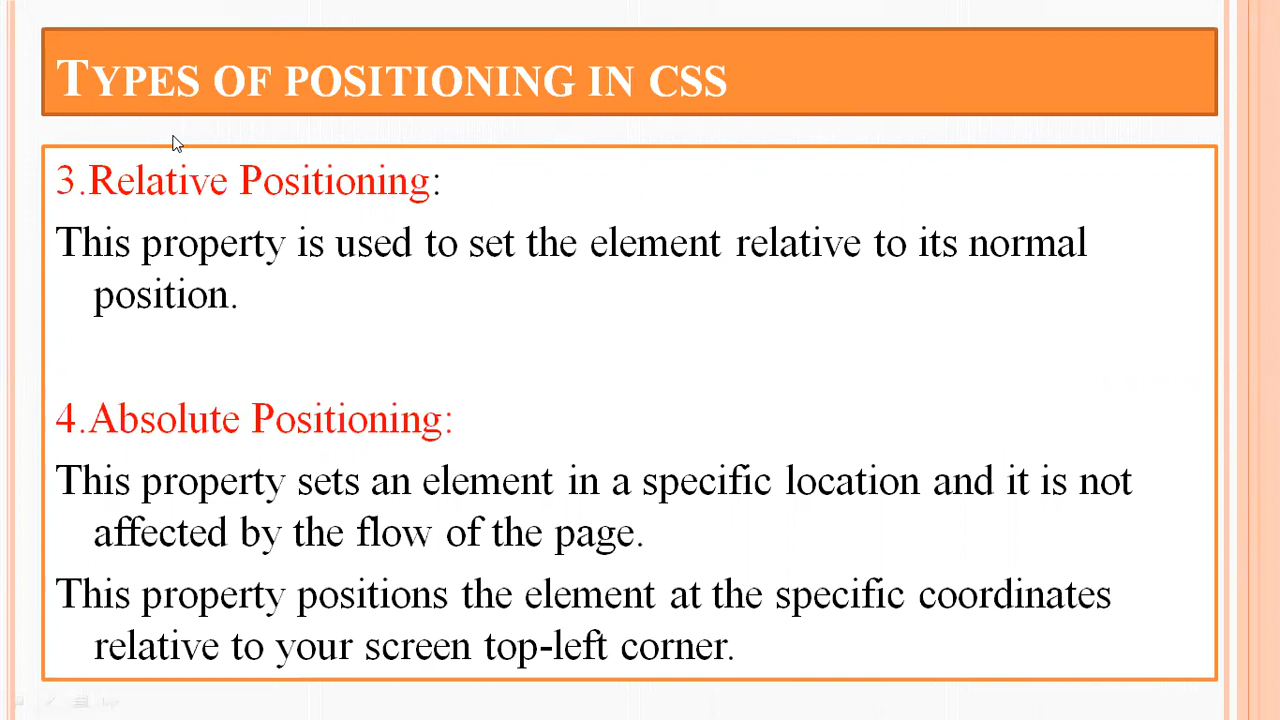 TYPES OF POSITIONING IN CSS
3.Relative Positioning:
This property is used to set the element relative to its normal
position.
4.Absolute Positioning:
This property sets an element in a specific location and it is not
affected by the flow of the page.
This property positions the element at the specific coordinates
relative to your screen top-left corner.